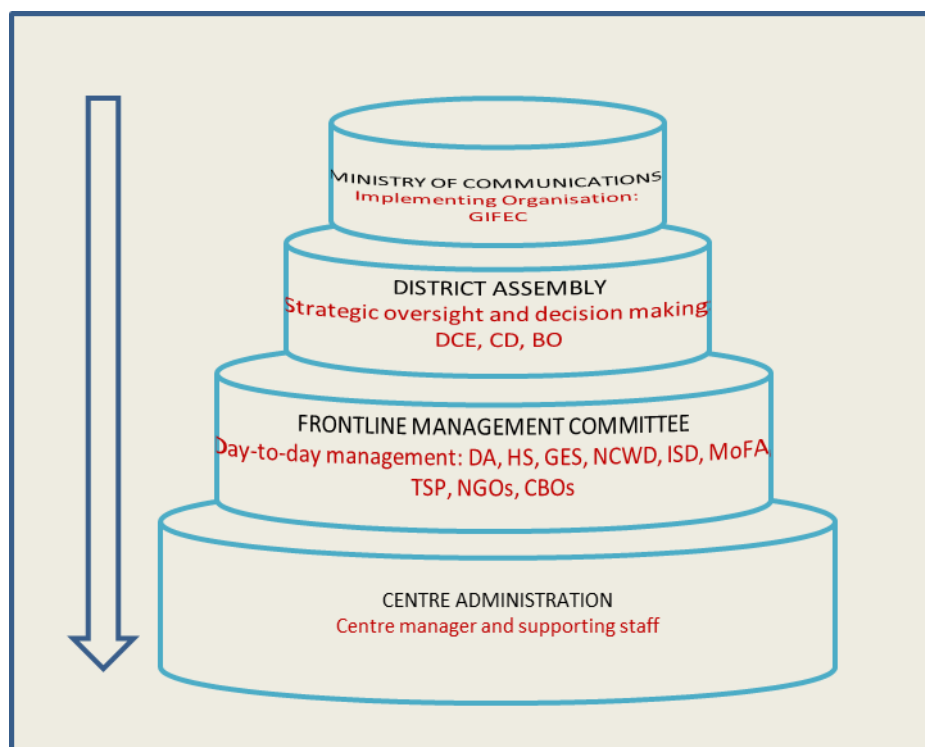 MINISTRY OF COMMUNICATIONS
Implementing Organisation:
GIFEC
DISTRICT ASSEMBLY
Strategic oversight and decision making
DCE, CD, BO
FRONTLINE MANAGEMENT COMMITTEE
Day-to-day management: DA, HS, GES, NCWD, ISD, MoFA,
TSP, NGOs, CBOs
CENTRE ADMINISTRATION
Centre manager and supporting staff